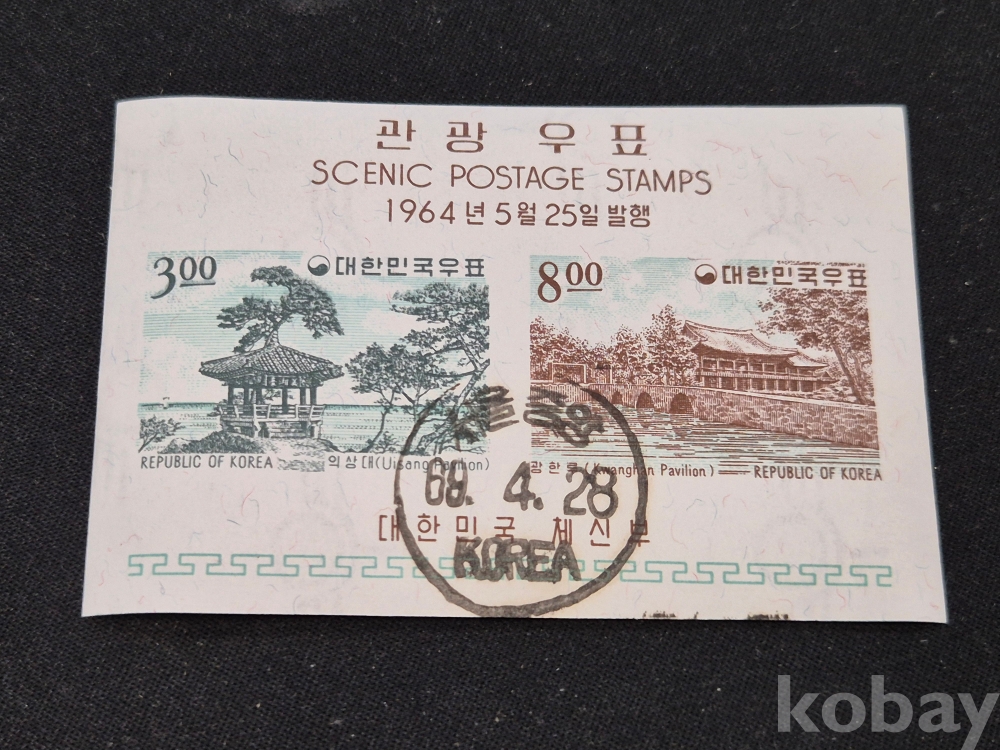 관광 우표
SCENIC POSTAGE STAMPS
1964년 5월 25일 발행
3.00 대한민국우표
8.00 대한민국우표
REPUBLIC OF KOREA 의상대(Uisang Pavilion)
광한루(Kwanghan Pavilion) REPUBLIC OF KOREA
4. 28
대한민국 체신부
KOREA
kobay